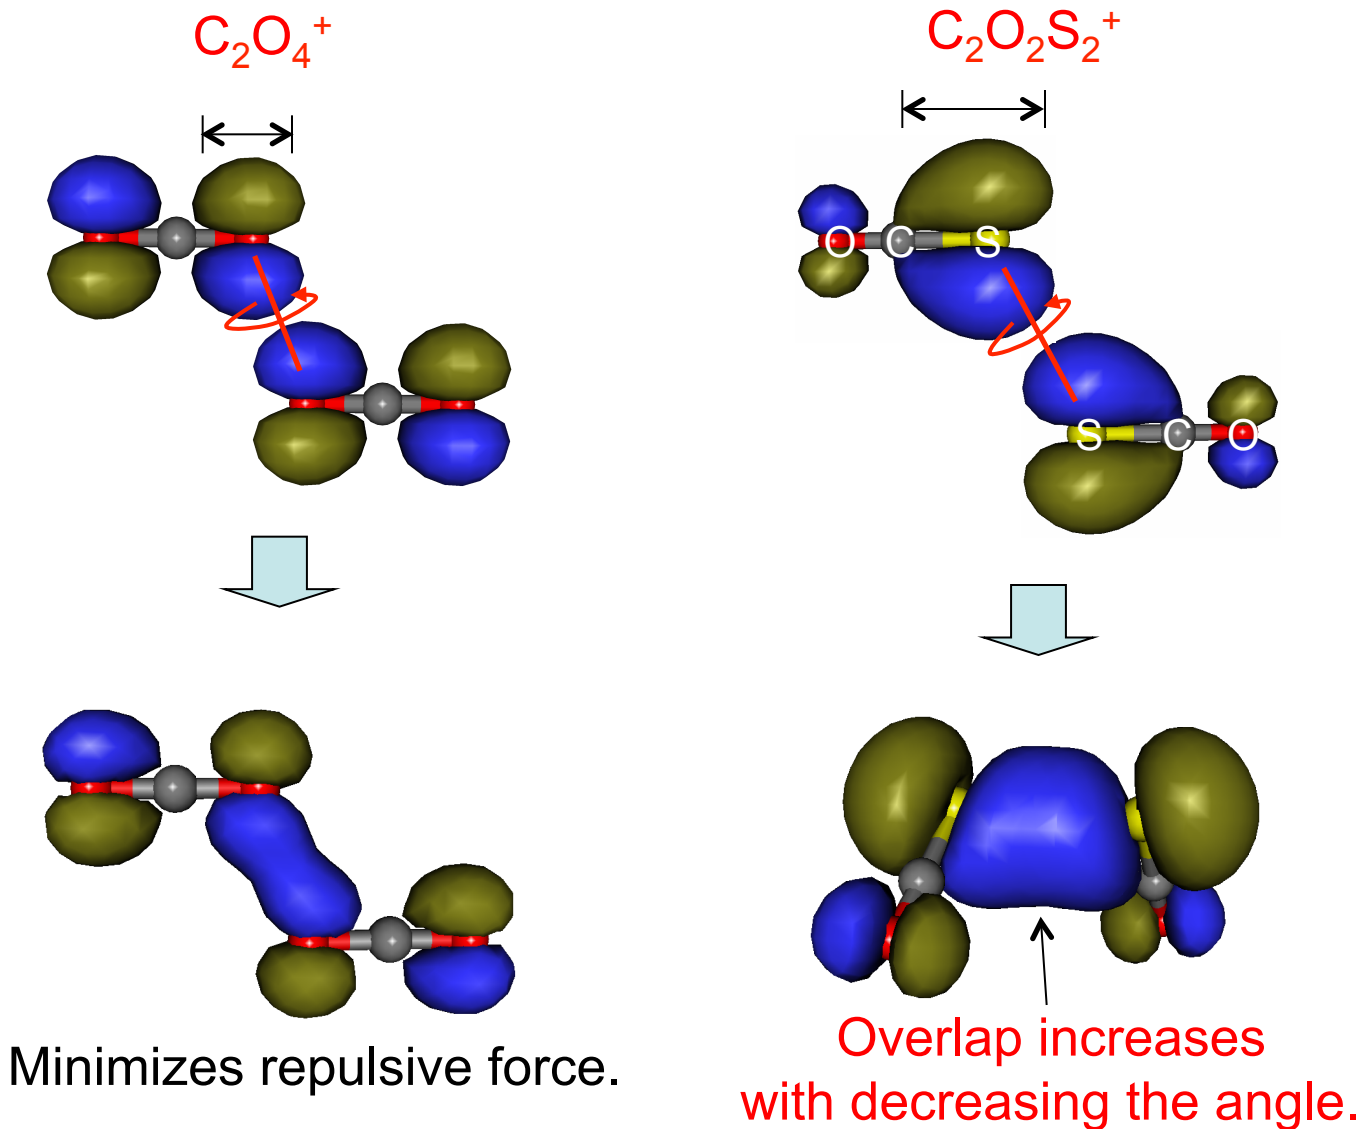 C₂O₄⁺
C₂O₂S₂⁺
O C S
S C O
Minimizes repulsive force.
Overlap increases
with decreasing the angle.